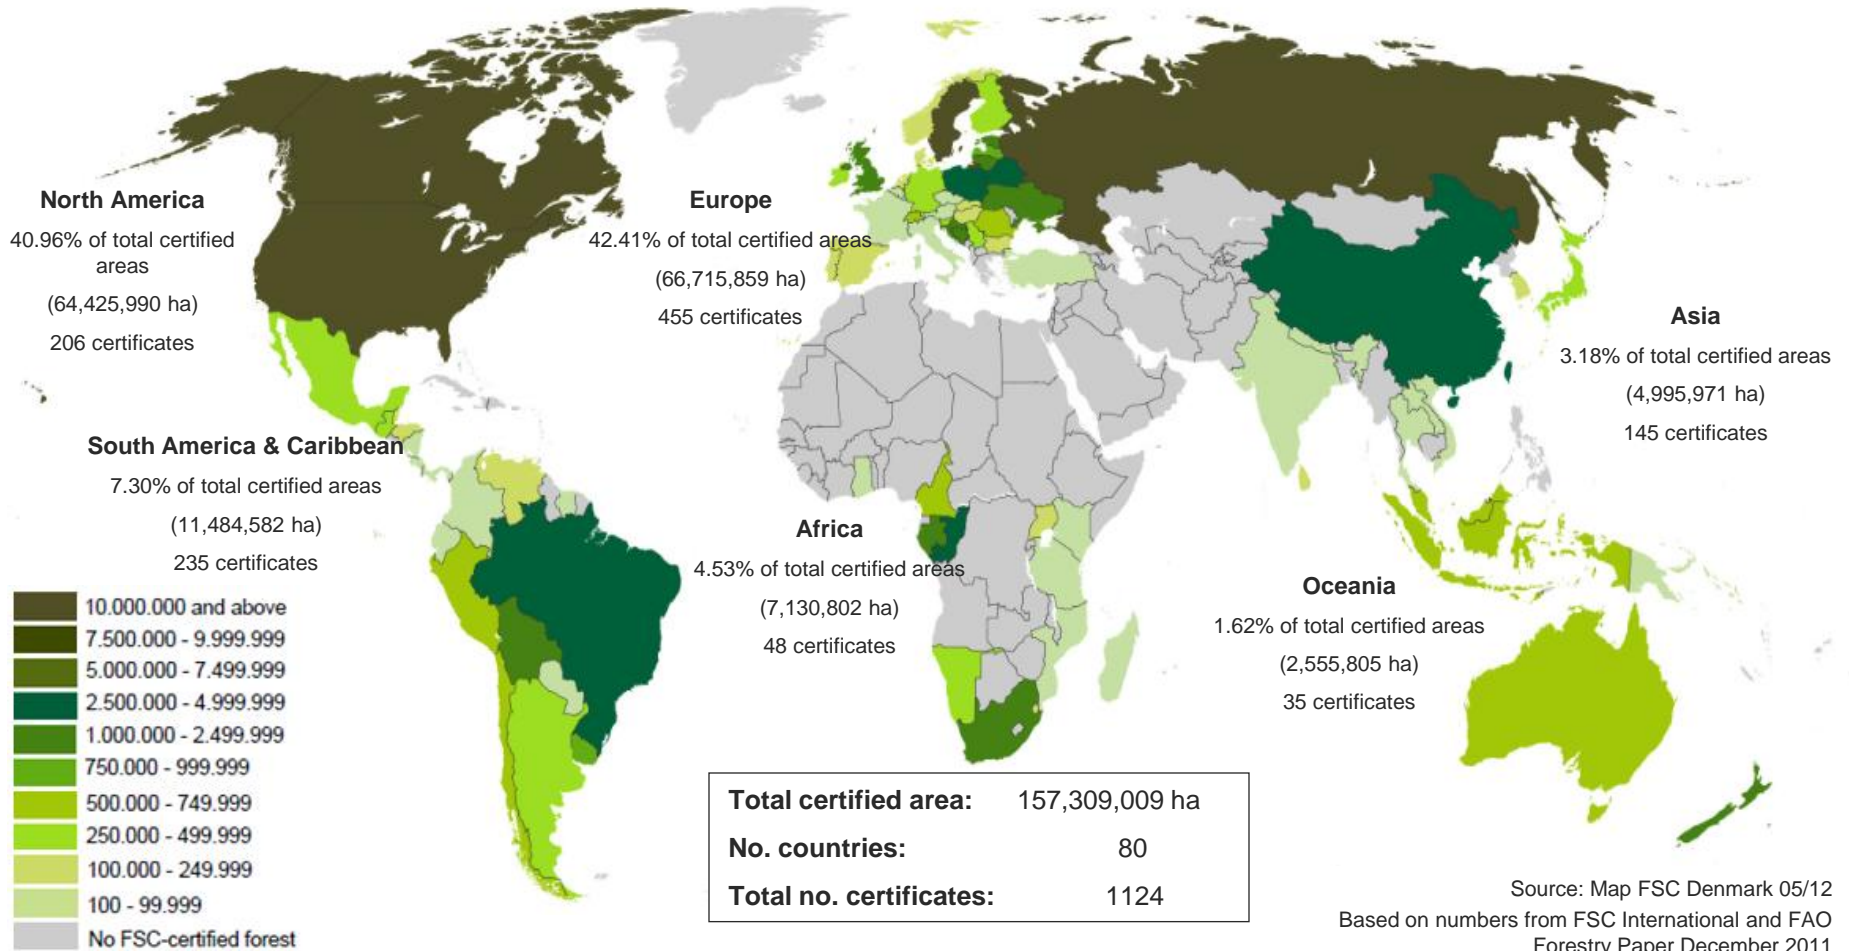 North America
40.96% of total certified
areas
(64,425,990 ha)
206 certificates
Europe
42.41% of total certified areas
(66,715,859 ha)
455 certificates
Asia
3.18% of total certified areas
(4,995,971 ha)
145 certificates
South America & Caribbean
7.30% of total certified areas
(11,484,582 ha)
235 certificates
Africa
4.53% of total certified areas
(7,130,802 ha)
48 certificates
Oceania
1.62% of total certified areas
(2,555,805 ha)
35 certificates
10.000.000 and above
7.500.000 - 9.999.999
5.000.000 - 7.499.999
2.500.000 - 4.999.999
1.000.000 - 2.499.999
750.000 - 999.999
500.000 - 749.999
250.000 - 499.999
100.000 - 249.999
100 - 99.999
No FSC-certified forest
Total certified area: 157,309,009 ha
No. countries: 80
Total no. certificates: 1124
Source: Map FSC Denmark 05/12
Based on numbers from FSC International and FAO
Forestry Paper December 2011